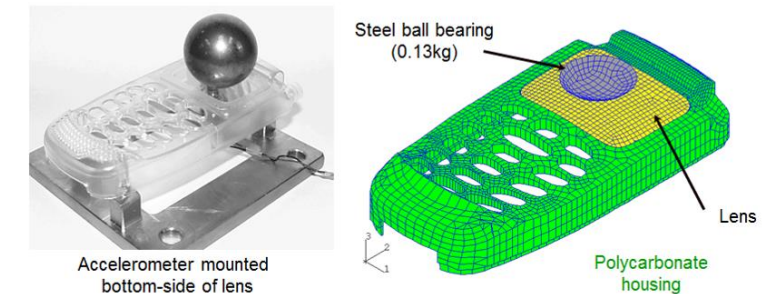 Steel ball bearing
(0.13kg)
Lens
3
2
1
Accelerometer mounted
bottom-side of lens
Polycarbonate
housing